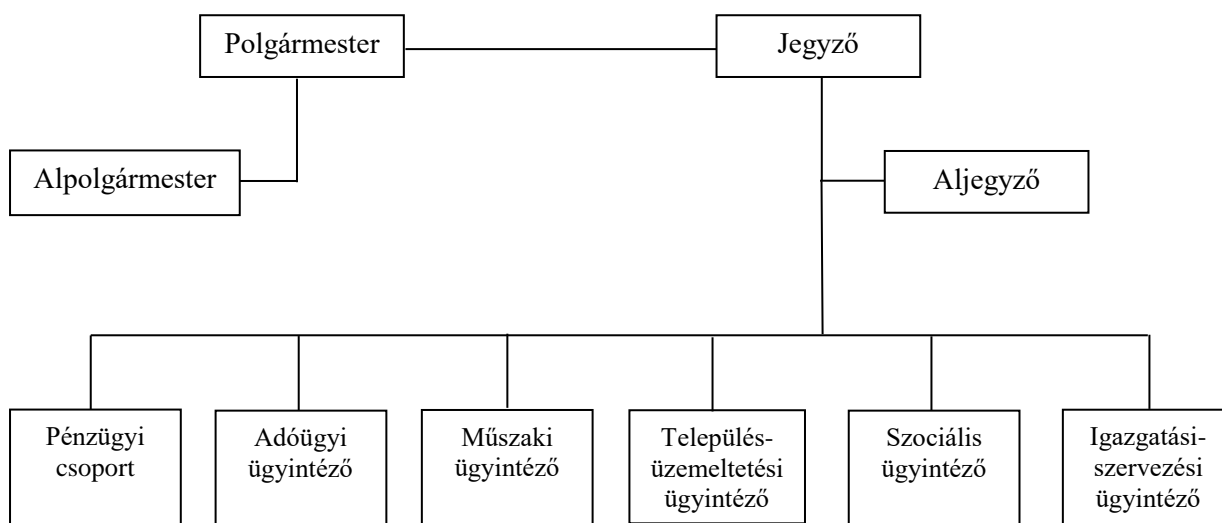 Polgármester
Jegyző
Alpolgármester
Aljegyző
Pénzügyi
csoport
Adóügyi
ügyintéző
Műszaki
ügyintéző
Település-
üzemeltetési
ügyintéző
Szociális
ügyintéző
Igazgatási-
szervezési
ügyintéző